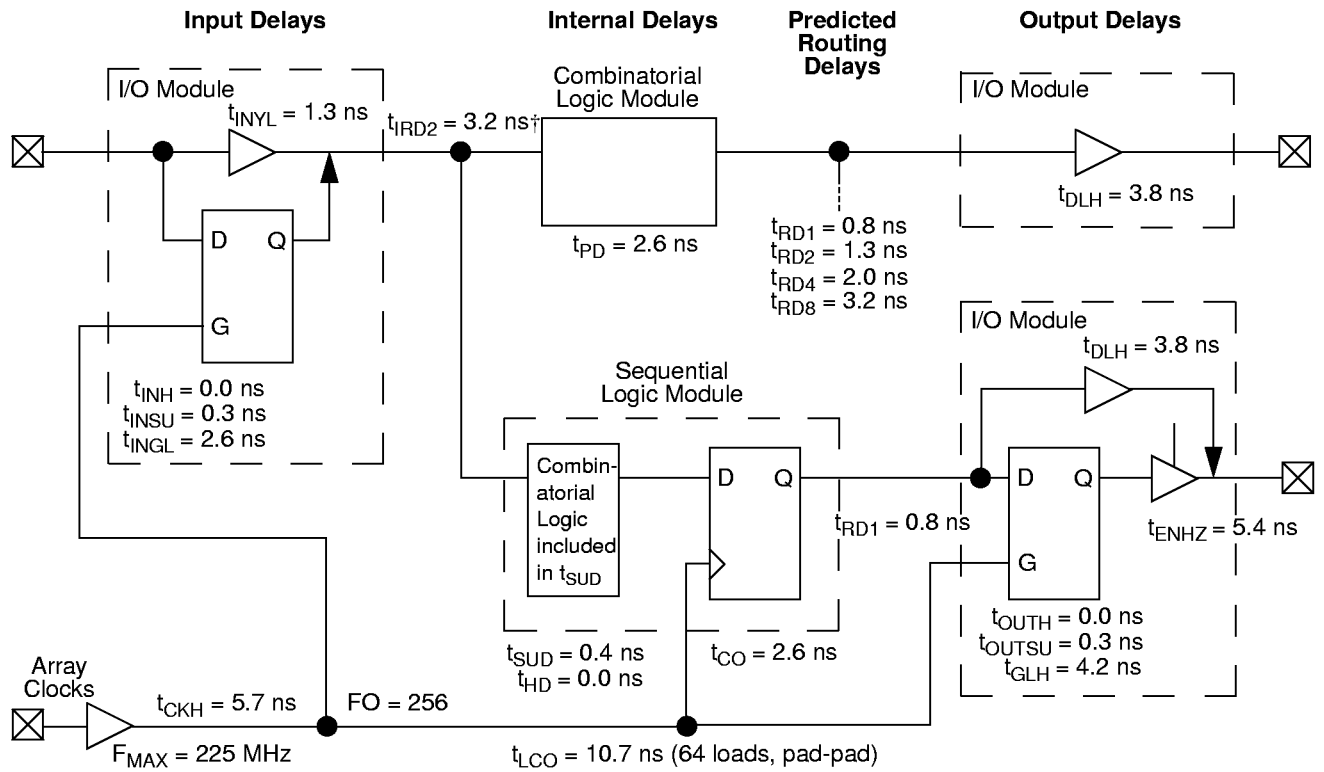 Input Delays
Internal Delays
Predicted
Routing
Delays
Output Delays
I/O Module
tINYL = 1.3 ns
tIRD2 = 3.2 ns†
D
Q
G
tINH = 0.0 ns
tINSU = 0.3 ns
tINGL = 2.6 ns
Combinatorial
Logic Module
tPD = 2.6 ns
tRD1 = 0.8 ns
tRD2 = 1.3 ns
tRD4 = 2.0 ns
tRD8 = 3.2 ns
I/O Module
tDLH = 3.8 ns
Sequential
Logic Module
Combin-
atorial
Logic
included
in tSUD
D
Q
tSUD = 0.4 ns
tHD = 0.0 ns
tCO = 2.6 ns
tRD1 = 0.8 ns
I/O Module
tDLH = 3.8 ns
D
Q
G
tENHZ = 5.4 ns
tOUTH = 0.0 ns
tOUTSU = 0.3 ns
tGLH = 4.2 ns
Array
Clocks
tCKH = 5.7 ns
FO = 256
FMAX = 225 MHz
tLCO = 10.7 ns (64 loads, pad-pad)